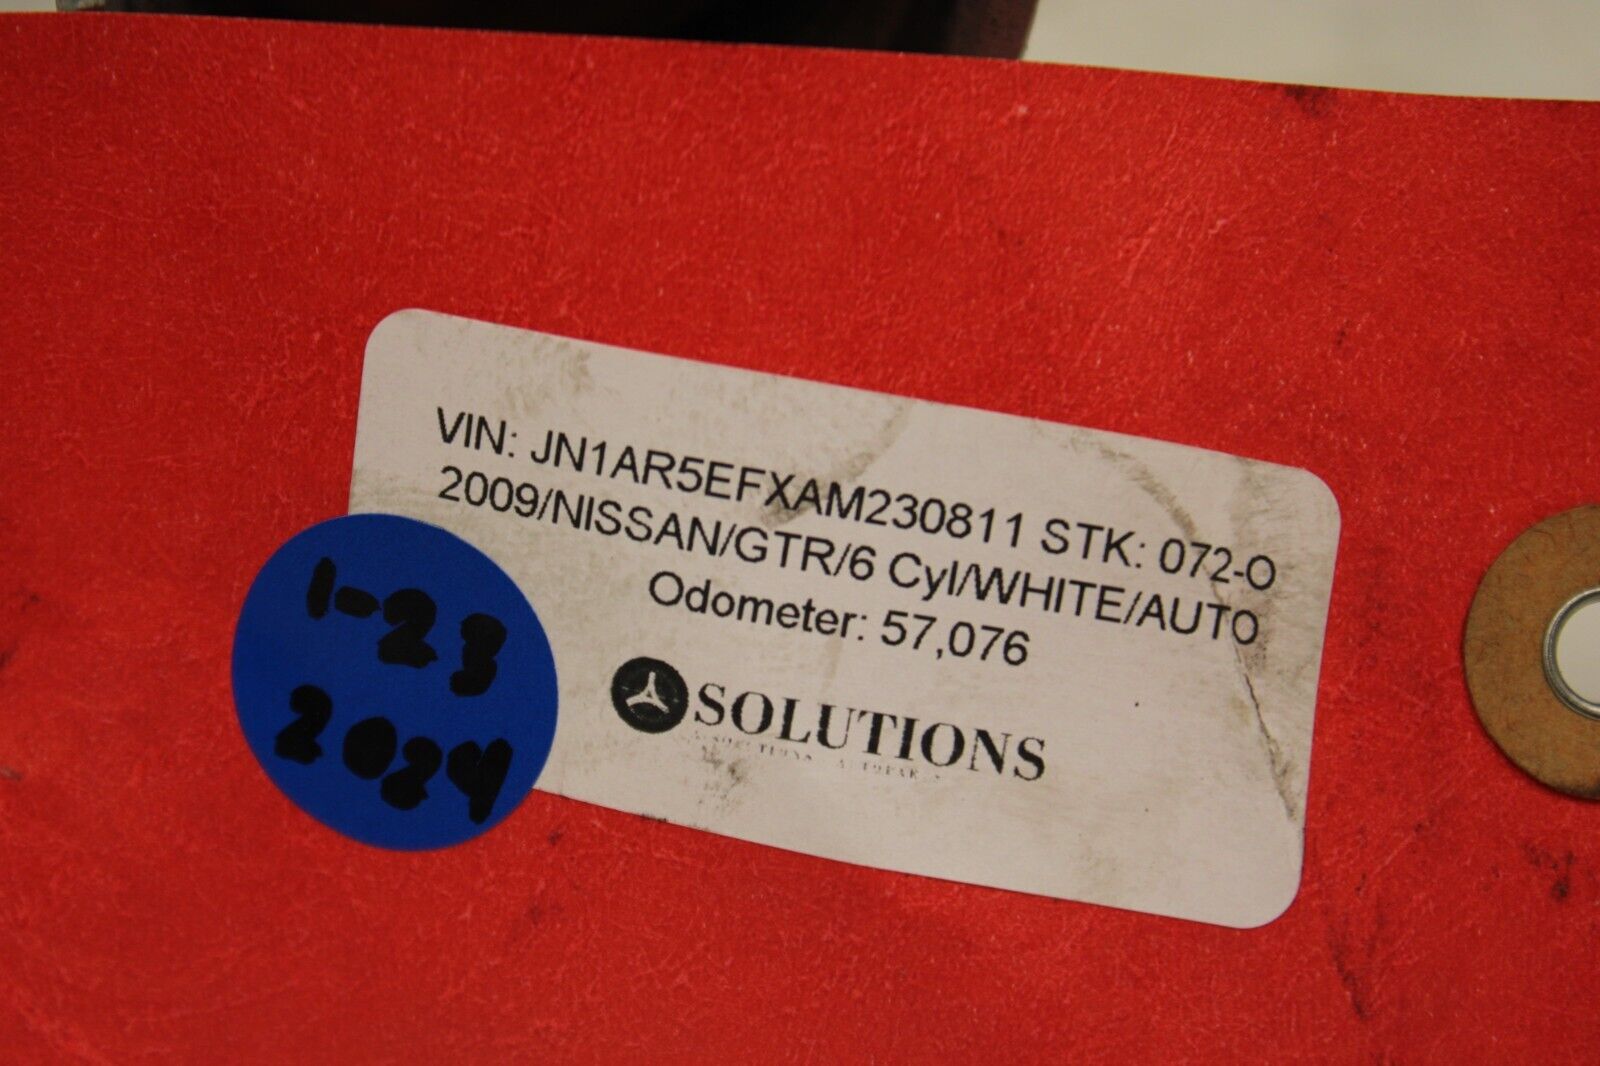 VIN: JN1AR5EFXAM230811 STK: 072-O
2009/NISSAN/GTR/6 Cyl/WHITE/AUTO
Odometer: 57,076
SOLUTIONS
1-23
2024